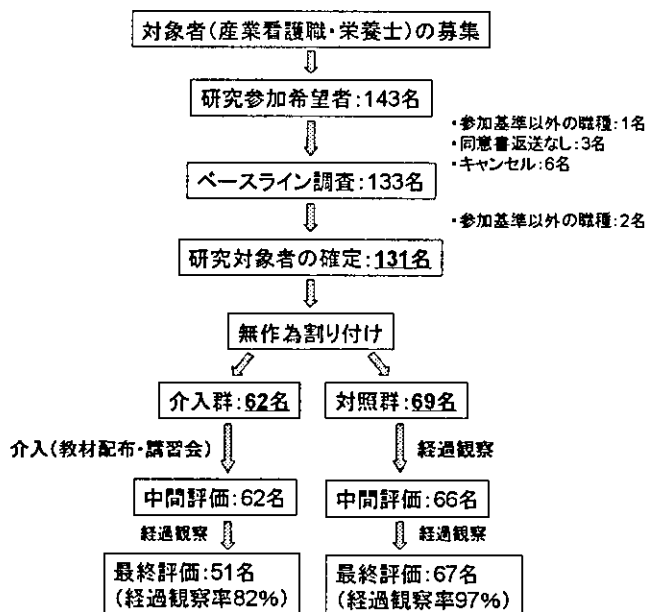 対象者(産業看護職・栄養士)の募集
研究参加希望者:143名
・参加基準以外の職種:1名
・同意書返送なし:3名
・キャンセル:6名
ベースライン調査:133名
・参加基準以外の職種:2名
研究対象者の確定:131名
無作為割り付け
介入群:62名
対照群:69名
介入(教材配布・講習会)
経過観察
中間評価:62名
中間評価:66名
経過観察
経過観察
最終評価:51名
(経過観察率82%)
最終評価:67名
(経過観察率97%)